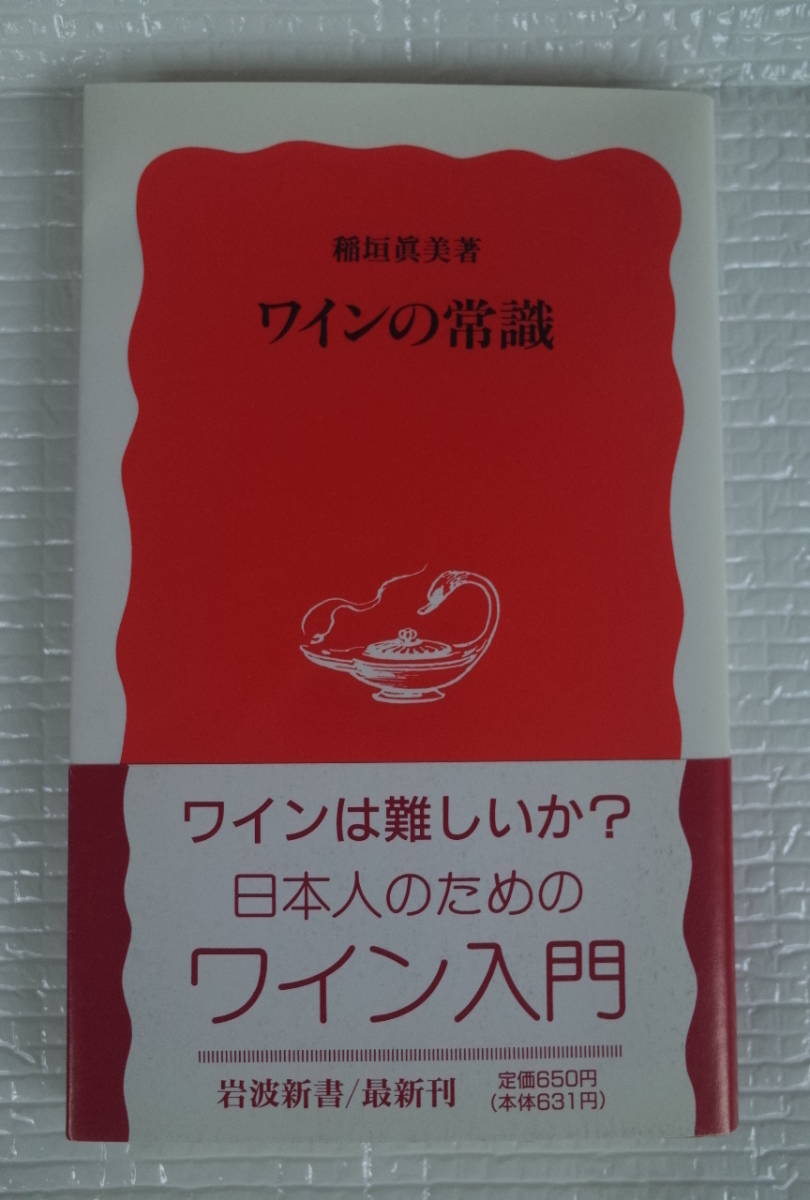 稲垣眞美著
ワインの常識
ワインは難しいか?
日本人のための
ワイン入門
岩波新書/最新刊
定価650円
(本体631円)